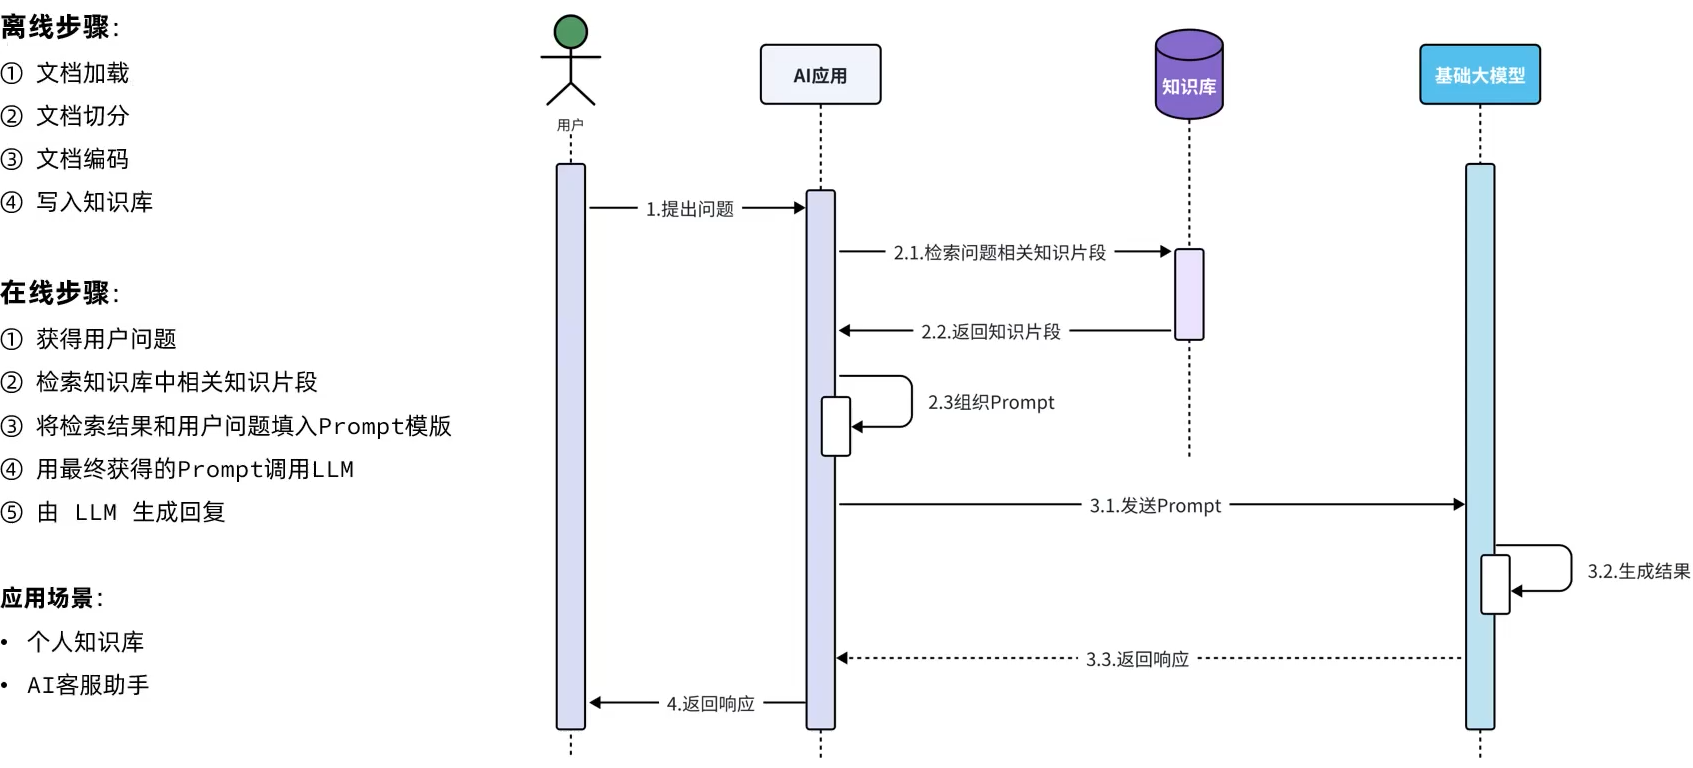 离线步骤：
① 文档加载
② 文档切分
③ 文档编码
④ 写入知识库
在线步骤：
① 获得用户问题
② 检索知识库中相关知识片段
③ 将检索结果和用户问题填入Prompt模版
④ 用最终获得的Prompt调用LLM
⑤ 由 LLM 生成回复
应用场景：
• 个人知识库
• AI客服助手
用户
AI应用
知识库
基础大模型
1.提出问题
2.1.检索问题相关知识片段
2.2.返回知识片段
2.3组织Prompt
3.1.发送Prompt
3.2.生成结果
3.3.返回响应
4.返回响应